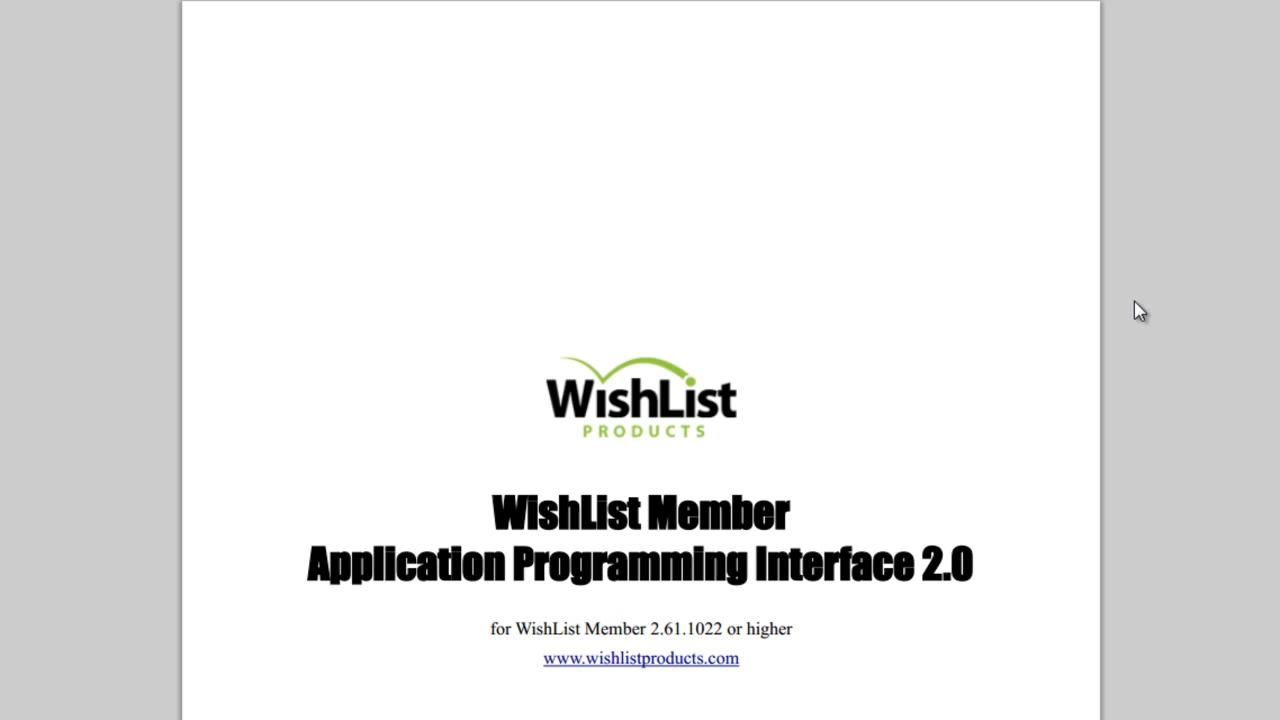 WishList
PRODUCTS
WishList Member
Application Programming Interface 2.0
for WishList Member 2.61.1022 or higher
www.wishlistproducts.com